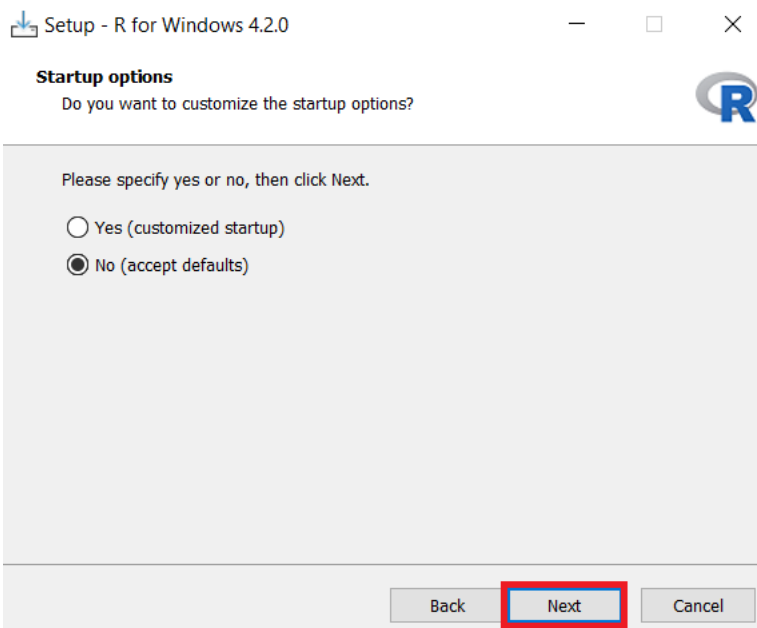 Setup - R for Windows 4.2.0
Startup options
Do you want to customize the startup options?
R
Please specify yes or no, then click Next.
Yes (customized startup)
No (accept defaults)
Back Next Cancel